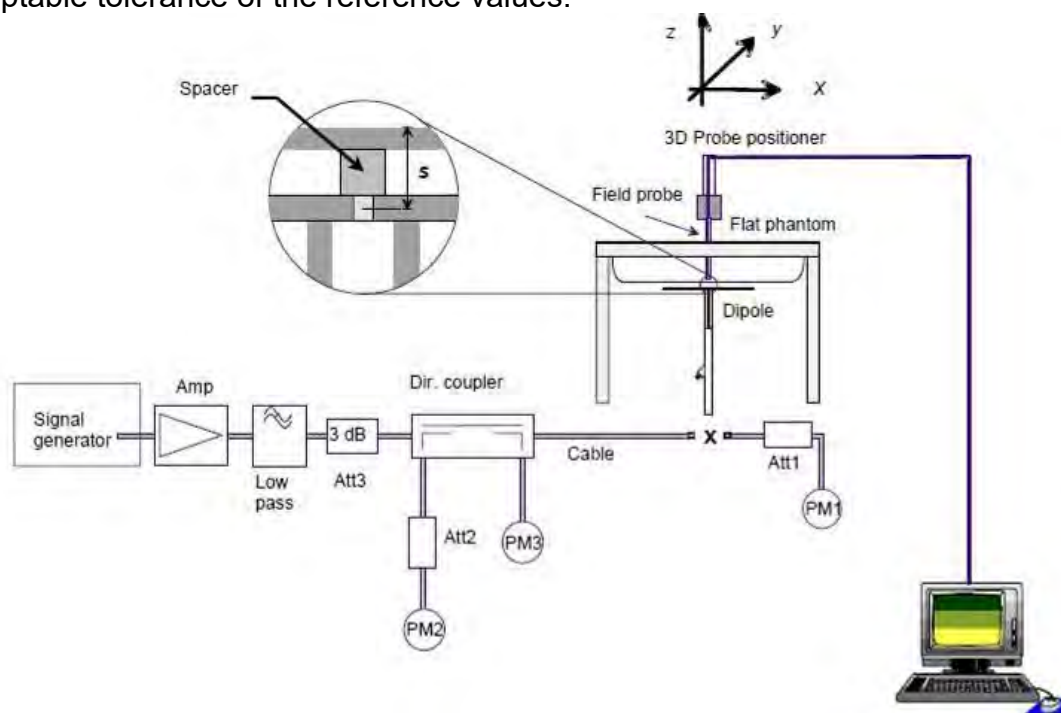 ptable tolerance of the reference values.
z
y
x
Spacer
s
3D Probe positioner
Field probe
Flat phantom
Dipole
Signal
generator
Amp
Low
pass
3 dB
Att3
Dir. coupler
Cable
x
Att1
PM1
Att2
PM3
PM2